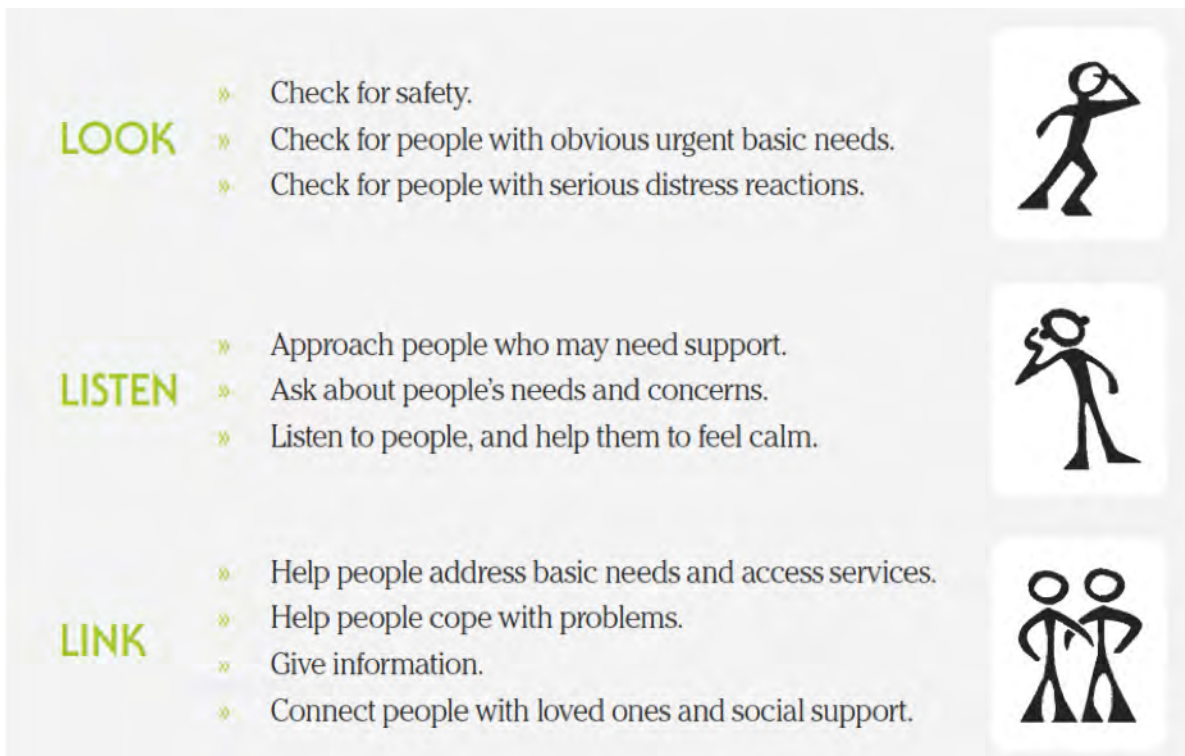 LOOK
» Check for safety.
» Check for people with obvious urgent basic needs.
» Check for people with serious distress reactions.
LISTEN
» Approach people who may need support.
» Ask about people's needs and concerns.
» Listen to people, and help them to feel calm.
LINK
» Help people address basic needs and access services.
» Help people cope with problems.
» Give information.
» Connect people with loved ones and social support.